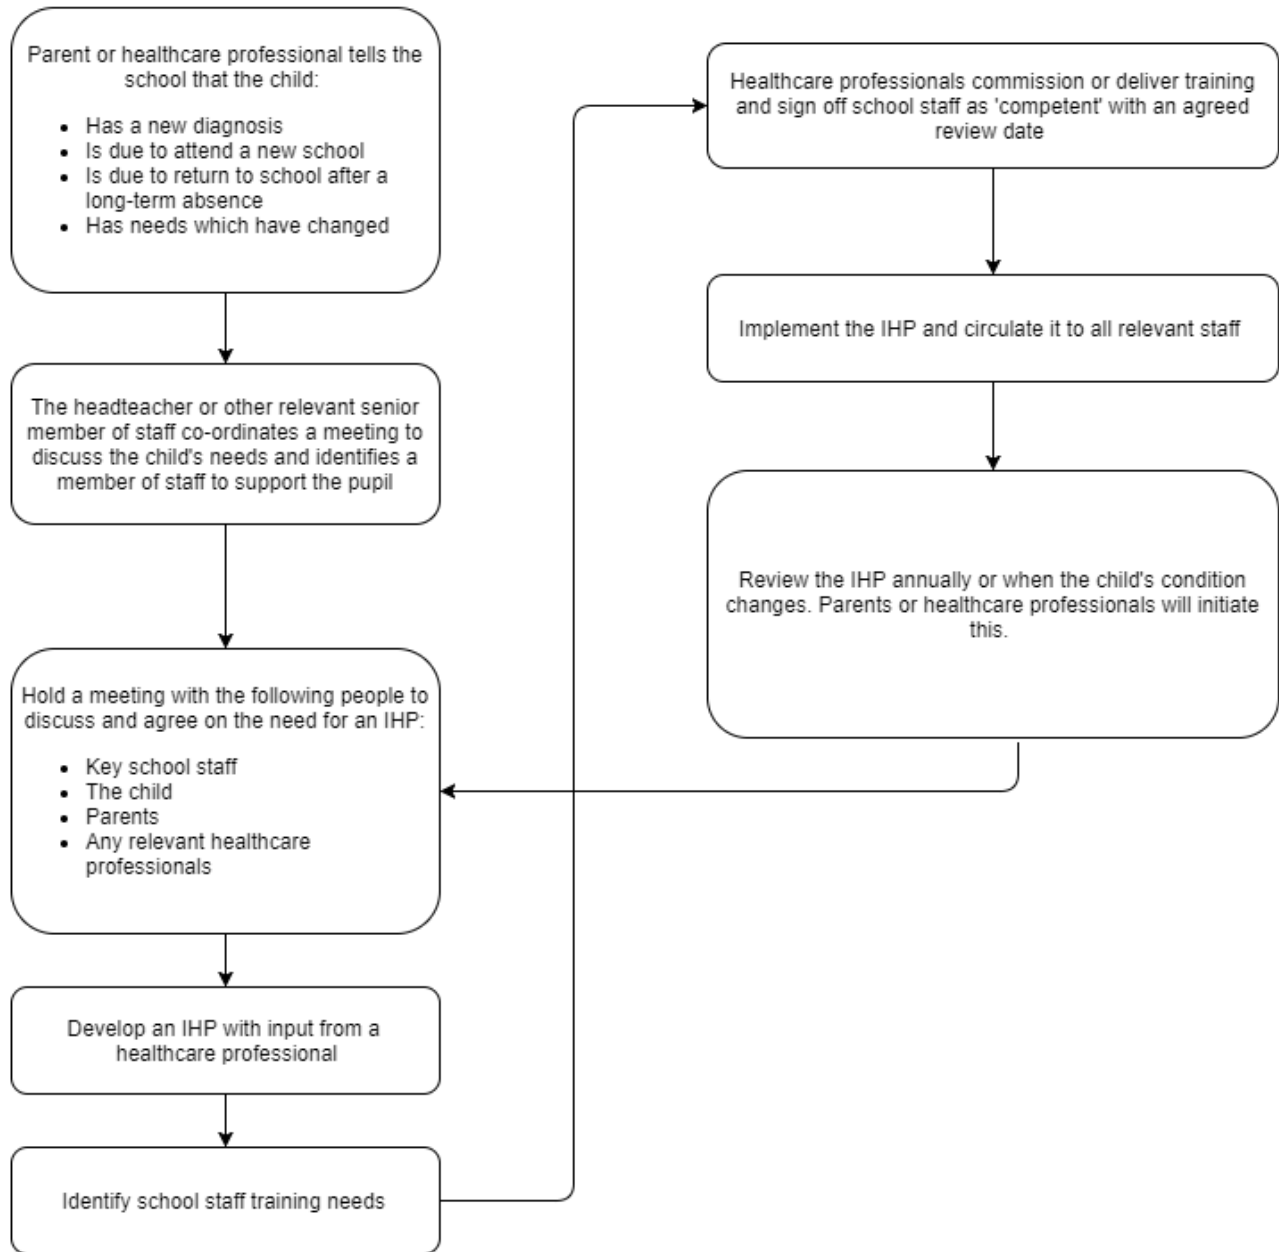 Parent or healthcare professional tells the
school that the child:
• Has a new diagnosis
• Is due to attend a new school
• Is due to return to school after a
long-term absence
• Has needs which have changed
The headteacher or other relevant senior
member of staff co-ordinates a meeting to
discuss the child's needs and identifies a
member of staff to support the pupil
Hold a meeting with the following people to
discuss and agree on the need for an IHP:
• Key school staff
• The child
• Parents
• Any relevant healthcare
professionals
Develop an IHP with input from a
healthcare professional
Identify school staff training needs
Healthcare professionals commission or deliver training
and sign off school staff as 'competent' with an agreed
review date
Implement the IHP and circulate it to all relevant staff
Review the IHP annually or when the child's condition
changes. Parents or healthcare professionals will initiate
this.